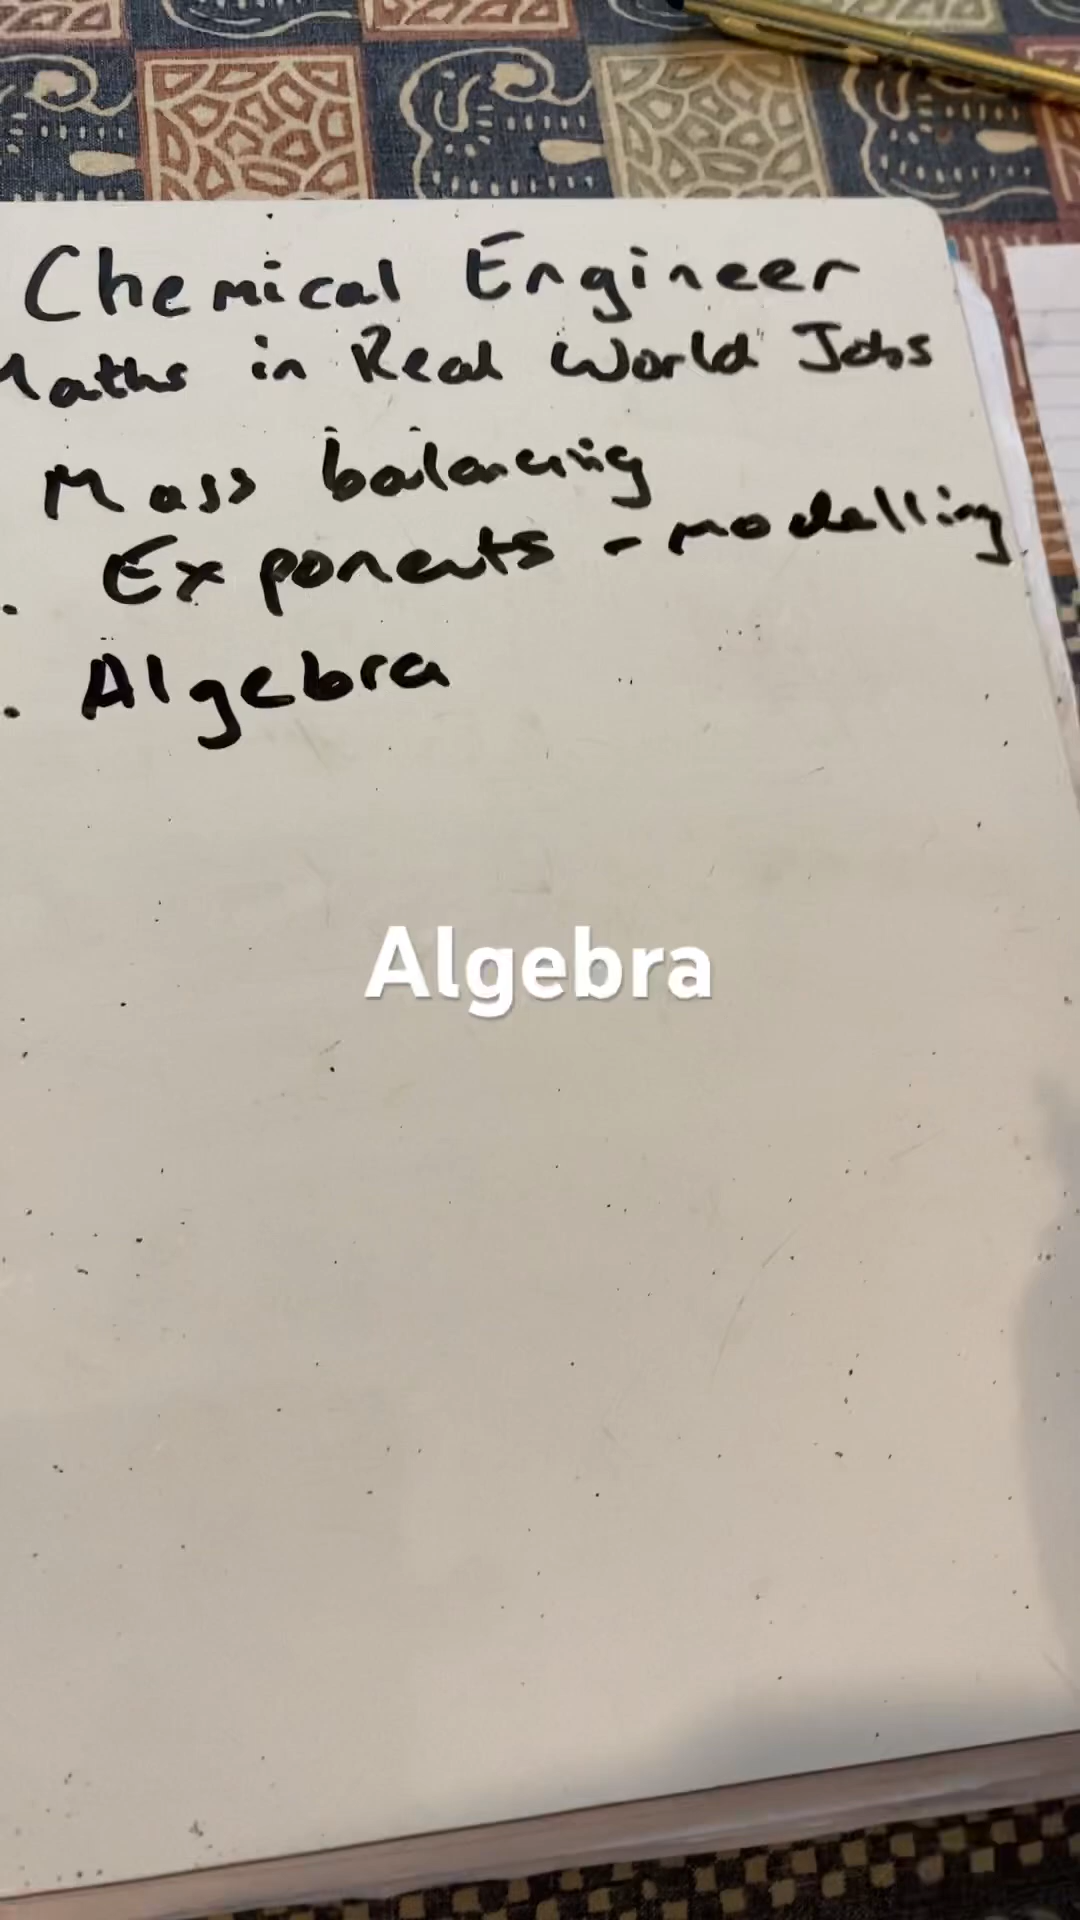 Chemical Engineer
Maths in Real World Jobs
Mass balancing
. Exponents - modelling
. Algebra
Algebra